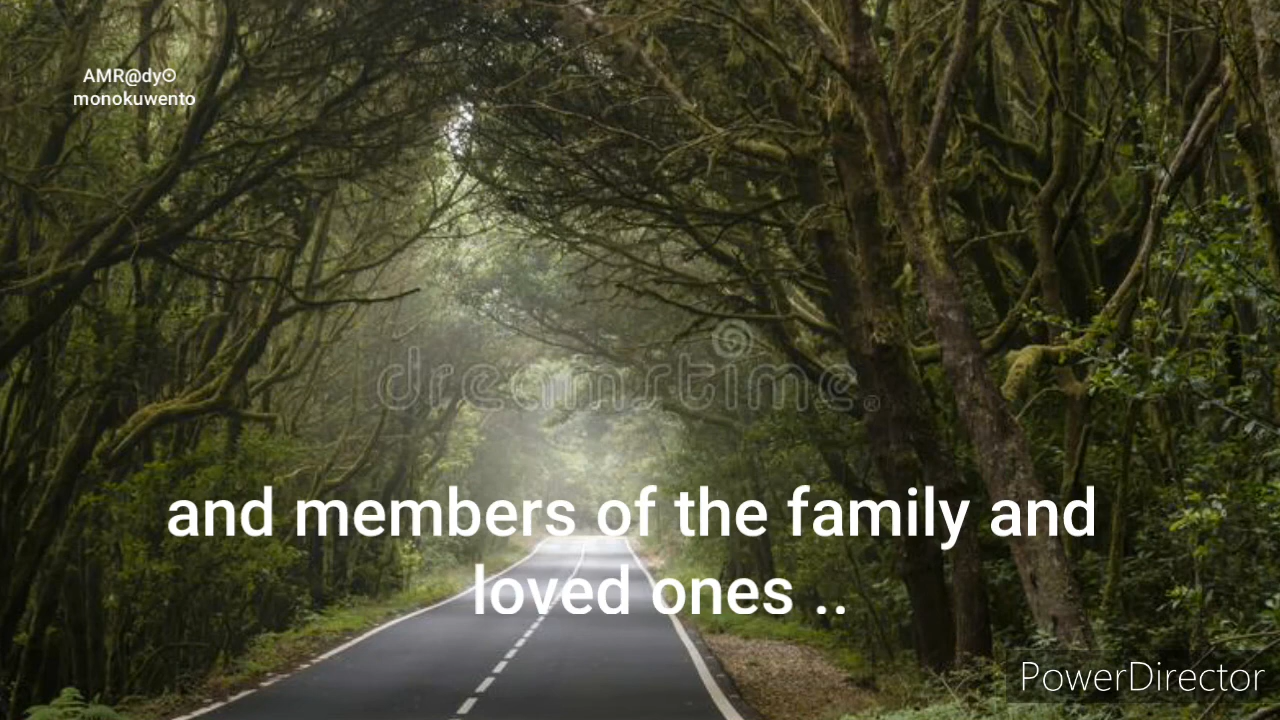 AMR@dy⊙
monokuwento
dreamstime.
and members of the family and
loved ones ..
PowerDirector